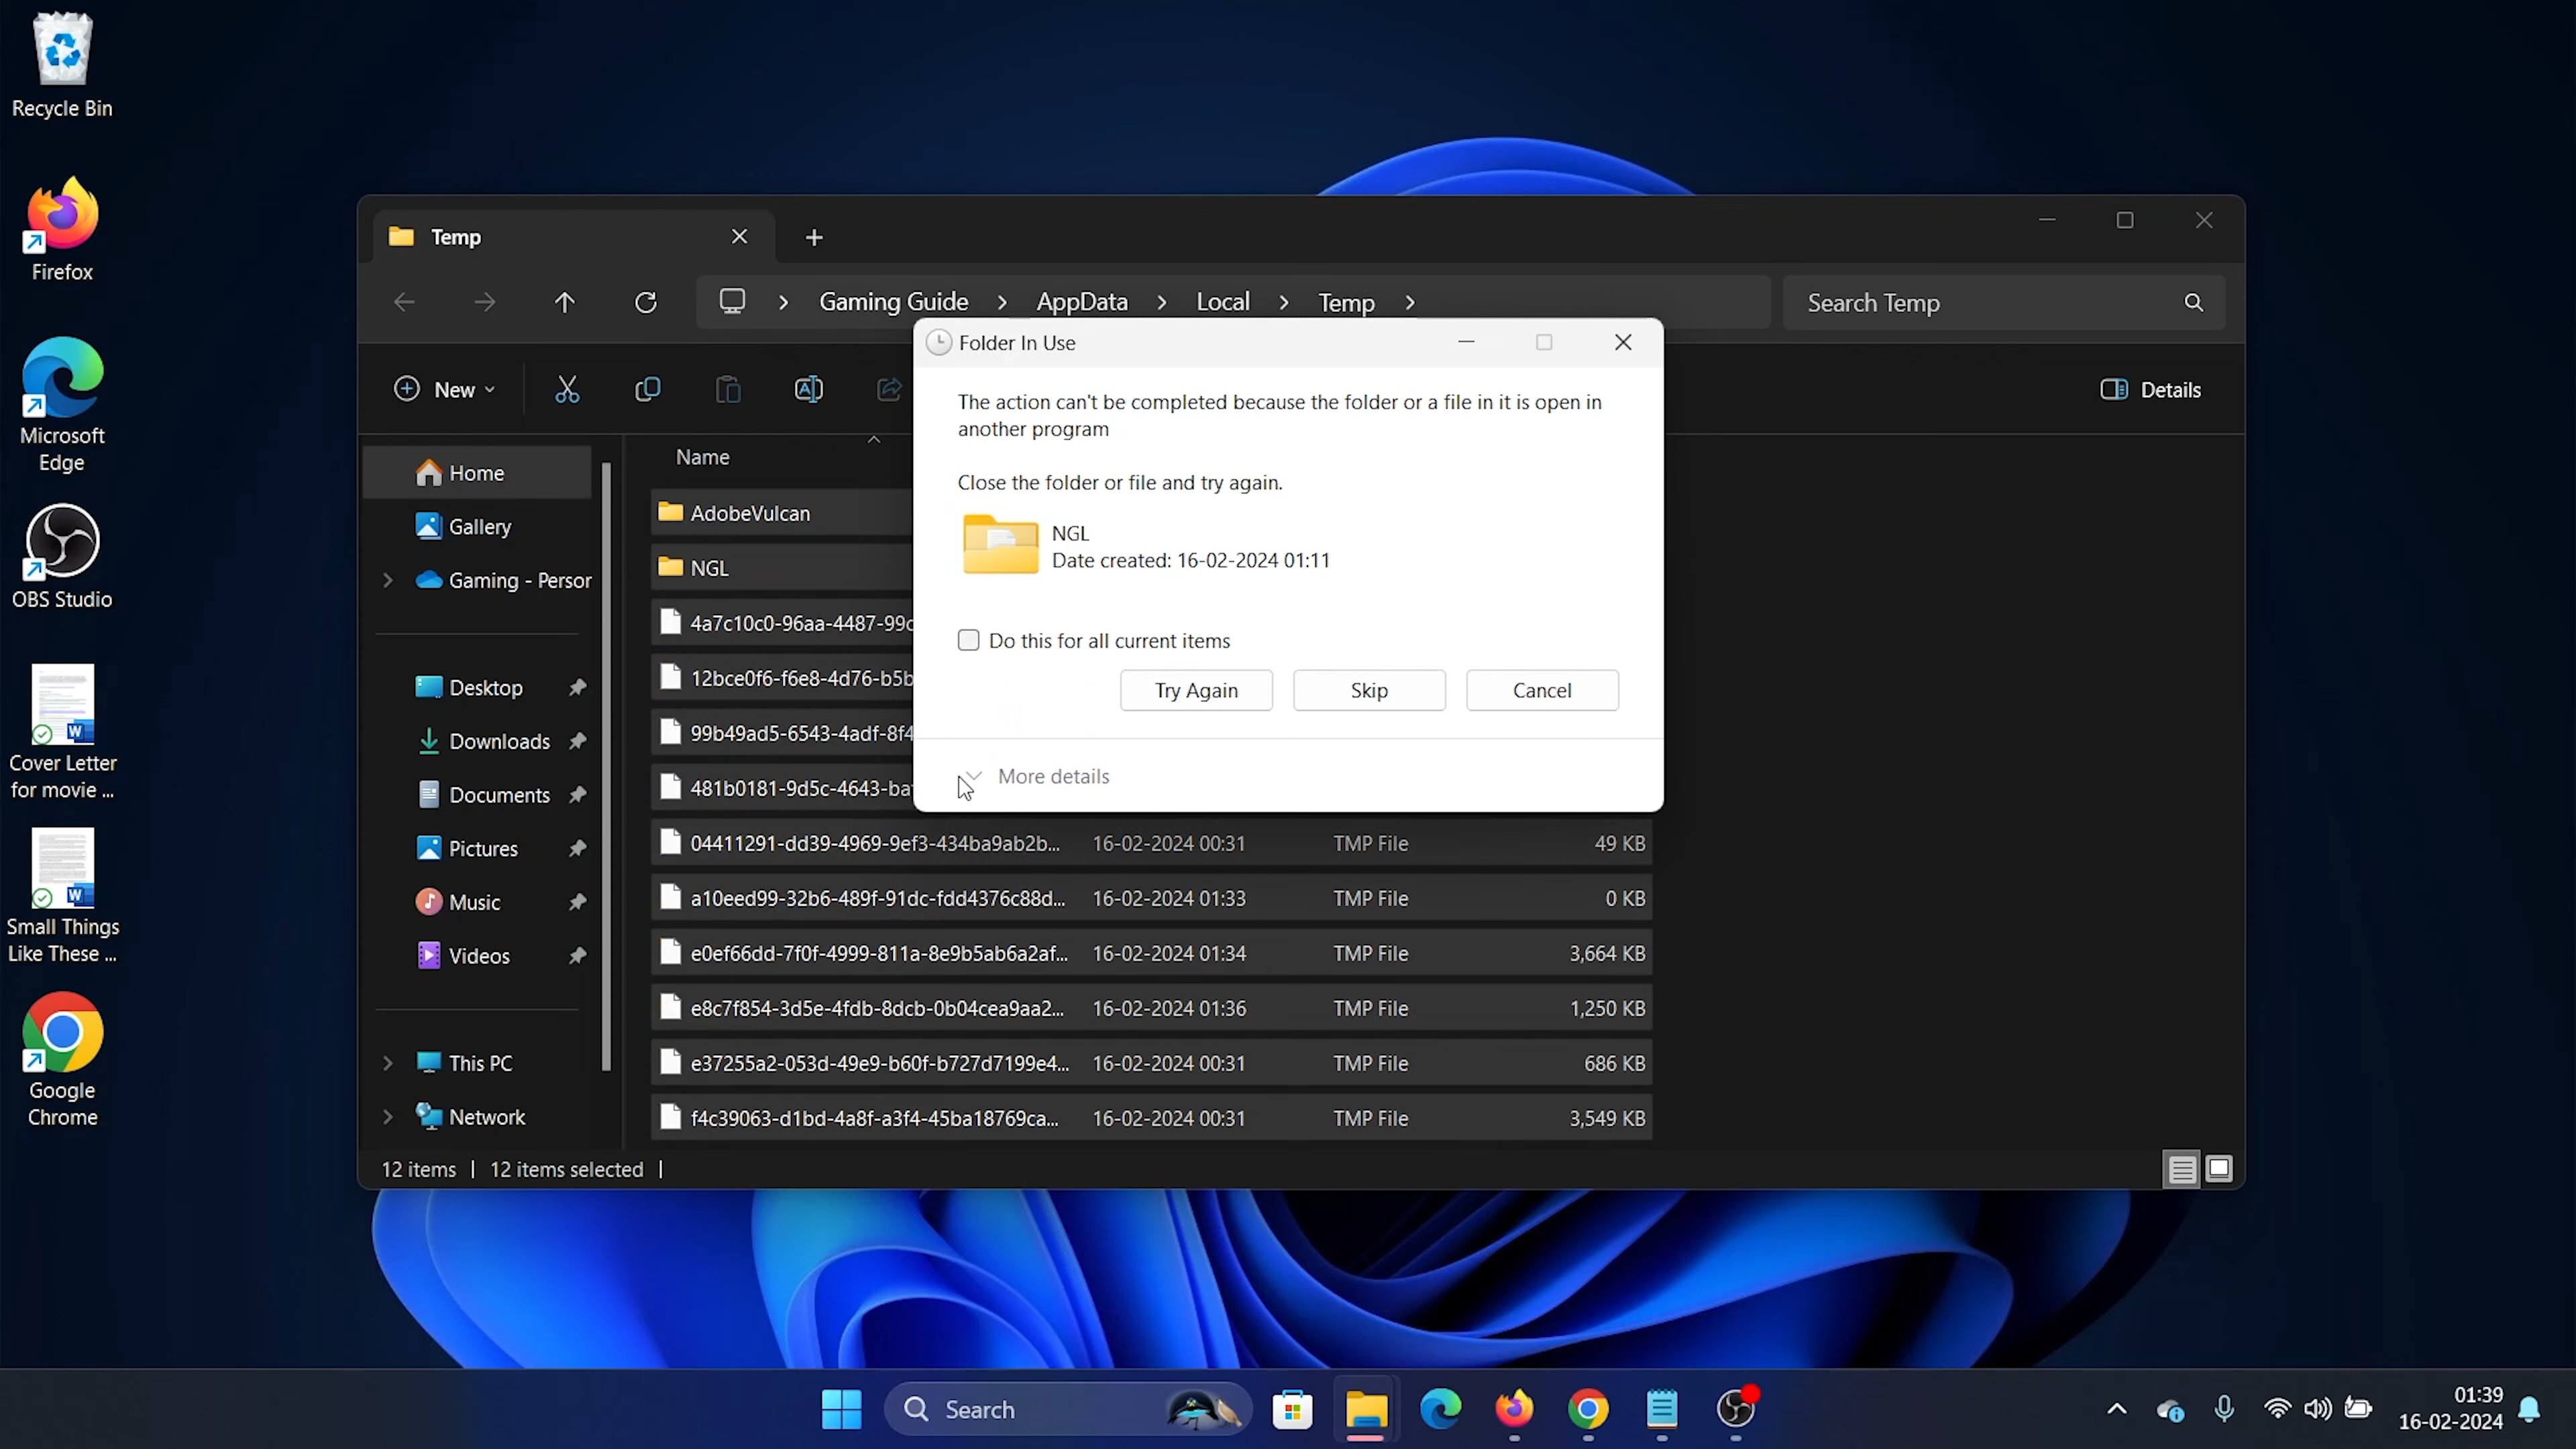 Recycle Bin
Firefox
Microsoft
Edge
OBS Studio
Cover Letter
for movie ...
Small Things
Like These ...
Google
Chrome
Temp
Gaming Guide
AppData
Local
Temp
Search Temp
New
Details
Home
Gallery
Gaming - Person
Desktop
Downloads
Documents
Pictures
Music
Videos
This PC
Network
Name
AdobeVulcan
NGL
4a7c10c0-96aa-4487-99c
12bce0f6-f6e8-4d76-b5b
99b49ad5-6543-4adf-8f4
481b0181-9d5c-4643-ba
04411291-dd39-4969-9ef3-434ba9ab2b... 16-02-2024 00:31 TMP File 49 KB
a10eed99-32b6-489f-91dc-fdd4376c88d... 16-02-2024 01:33 TMP File 0 KB
e0ef66dd-7f0f-4999-811a-8e9b5ab6a2af... 16-02-2024 01:34 TMP File 3,664 KB
e8c7f854-3d5e-4fdb-8dcb-0b04cea9aa2... 16-02-2024 01:36 TMP File 1,250 KB
e37255a2-053d-49e9-b60f-b727d7199e4... 16-02-2024 00:31 TMP File 686 KB
f4c39063-d1bd-4a8f-a3f4-45ba18769ca... 16-02-2024 00:31 TMP File 3,549 KB
12 items | 12 items selected |
Folder In Use
The action can't be completed because the folder or a file in it is open in
another program
Close the folder or file and try again.
NGL
Date created: 16-02-2024 01:11
Do this for all current items
Try Again
Skip
Cancel
More details
Search
01:39
16-02-2024